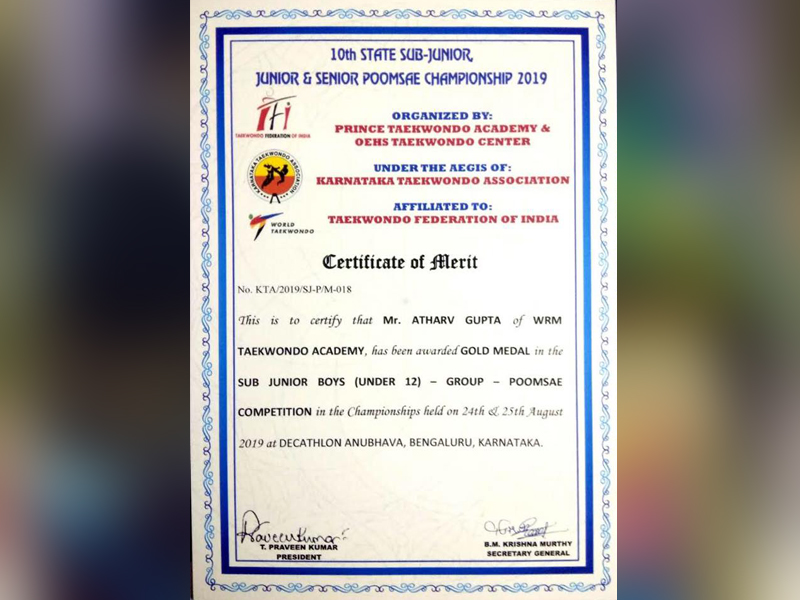 10th STATE SUB-JUNIOR,
JUNIOR & SENIOR POOMSAE CHAMPIONSHIP 2019
TAEKWONDO FEDERATION OF INDIA
ORGANIZED BY:
PRINCE TAEKWONDO ACADEMY &
OEHS TAEKWONDO CENTER
KARNATAKA TAEKWONDO ASSOCIATION
UNDER THE AEGIS OF:
KARNATAKA TAEKWONDO ASSOCIATION
AFFILIATED TO:
TAEKWONDO FEDERATION OF INDIA
WORLD
TAEKWONDO
Certificate of Merit
No. KTA/2019/SJ-P/M-018
This is to certify that Mr. ATHARV GUPTA of WRM
TAEKWONDO ACADEMY, has been awarded GOLD MEDAL in the
SUB JUNIOR BOYS (UNDER 12) – GROUP – POOMSAE
COMPETITION in the Championships held on 24th & 25th August
2019 at DECATHLON ANUBHAVA, BENGALURU, KARNATAKA.
T. PRAVEEN KUMAR
PRESIDENT
B.M. KRISHNA MURTHY
SECRETARY GENERAL